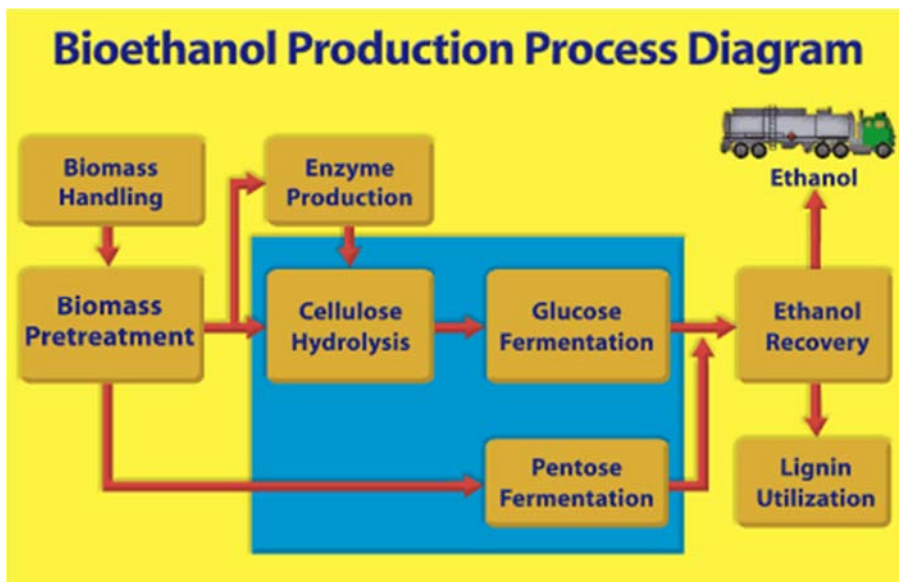 Bioethanol Production Process Diagram
Biomass
Handling
Enzyme
Production
Ethanol
Biomass
Pretreatment
Cellulose
Hydrolysis
Glucose
Fermentation
Ethanol
Recovery
Pentose
Fermentation
Lignin
Utilization